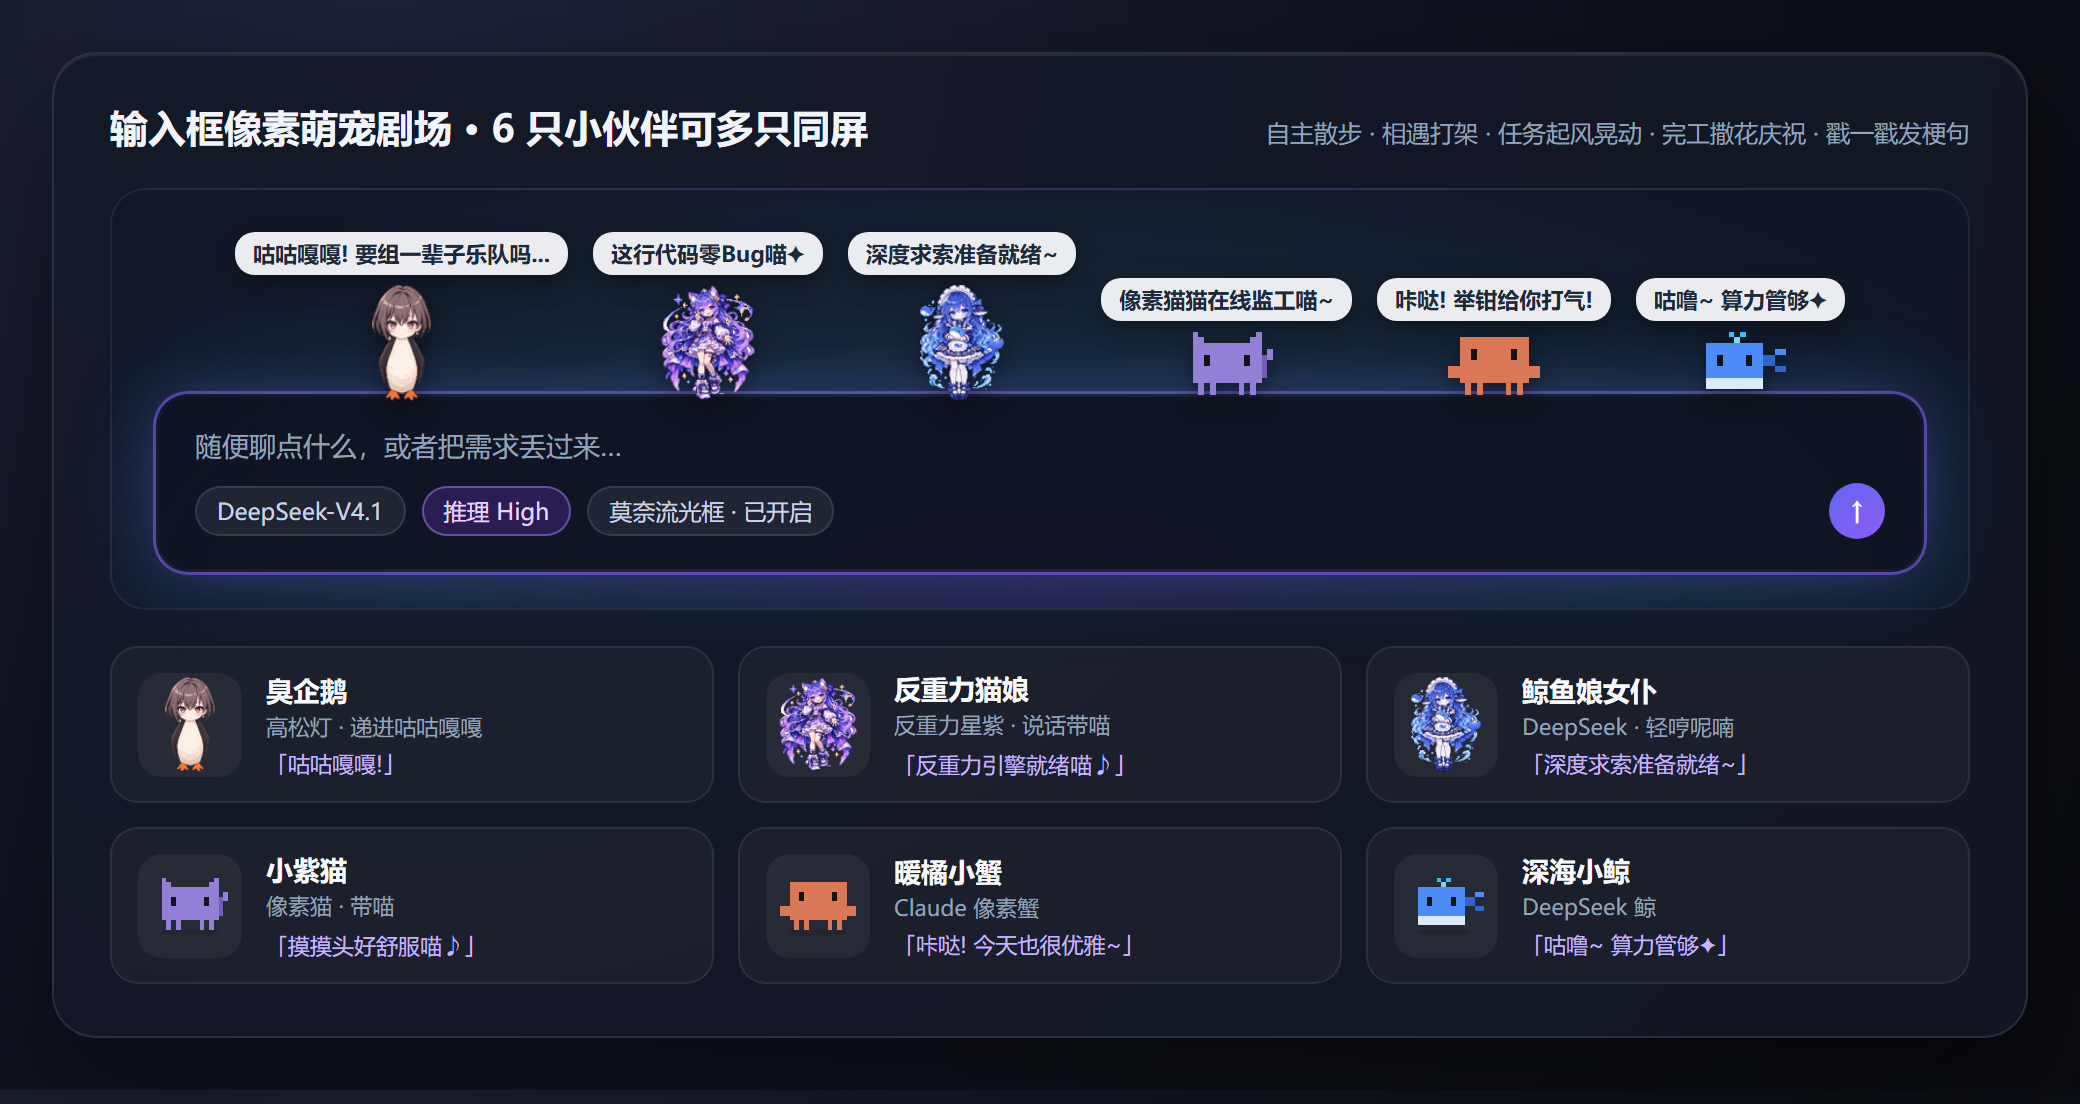 输入框像素萌宠剧场 • 6 只小伙伴可多只同屏
自主散步 · 相遇打架 · 任务起风晃动 · 完工撒花庆祝 · 戳一戳发梗句
咕咕嘎嘎! 要组一辈子乐队吗...
这行代码零Bug喵✦
深度求索准备就绪~
像素猫猫在线监工喵~
咔哒! 举钳给你打气!
咕噜~ 算力管够✦
随便聊点什么，或者把需求丢过来...
DeepSeek-V4.1
推理 High
莫奈流光框 · 已开启
↑
臭企鹅
高松灯 · 递进咕咕嘎嘎
「咕咕嘎嘎!」
反重力猫娘
反重力星紫 · 说话带喵
「反重力引擎就绪喵♪」
鲸鱼娘女仆
DeepSeek · 轻哼呢喃
「深度求索准备就绪~」
小紫猫
像素猫 · 带喵
「摸摸头好舒服喵♪」
暖橘小蟹
Claude 像素蟹
「咔哒! 今天也很优雅~」
深海小鲸
DeepSeek 鲸
「咕噜~ 算力管够✦」